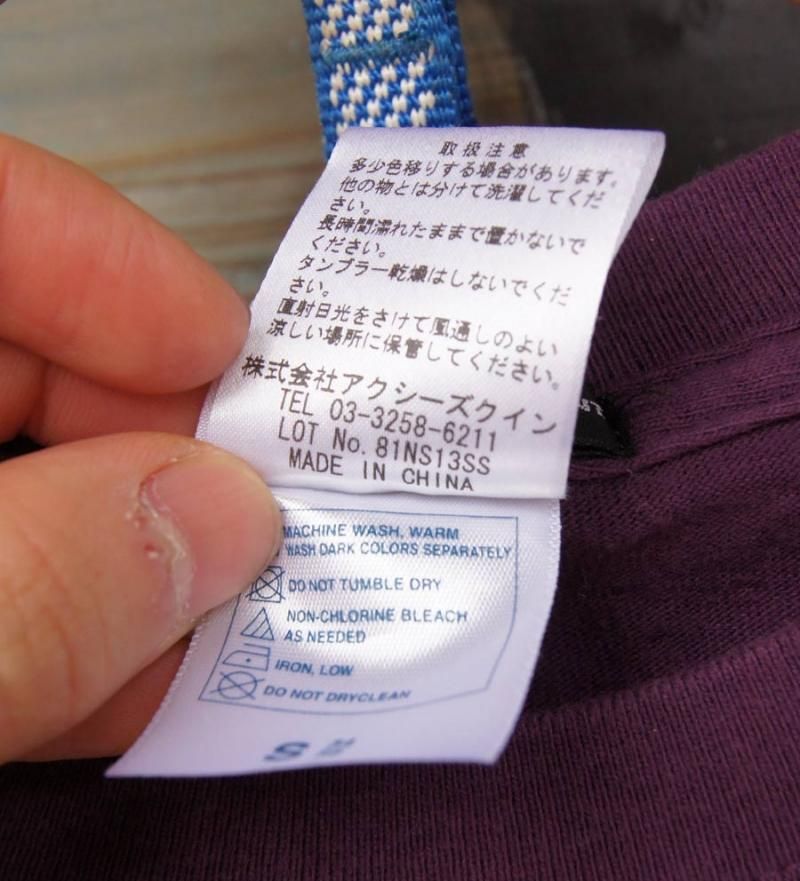 取扱注意
多少色移りする場合があります。
他の物とは分けて洗濯してくだ
さい。
長時間濡れたままで置かないで
ください。
タンブラー乾燥はしないでくだ
さい。
直射日光をさけて風通しのよい
涼しい場所に保管してください。
株式会社アクシーズクイン
TEL 03-3258-6211
LOT No. 81NS13SS
MADE IN CHINA
MACHINE WASH, WARM
WASH DARK COLORS SEPARATELY
DO NOT TUMBLE DRY
NON-CHLORINE BLEACH
AS NEEDED
IRON, LOW
DO NOT DRYCLEAN